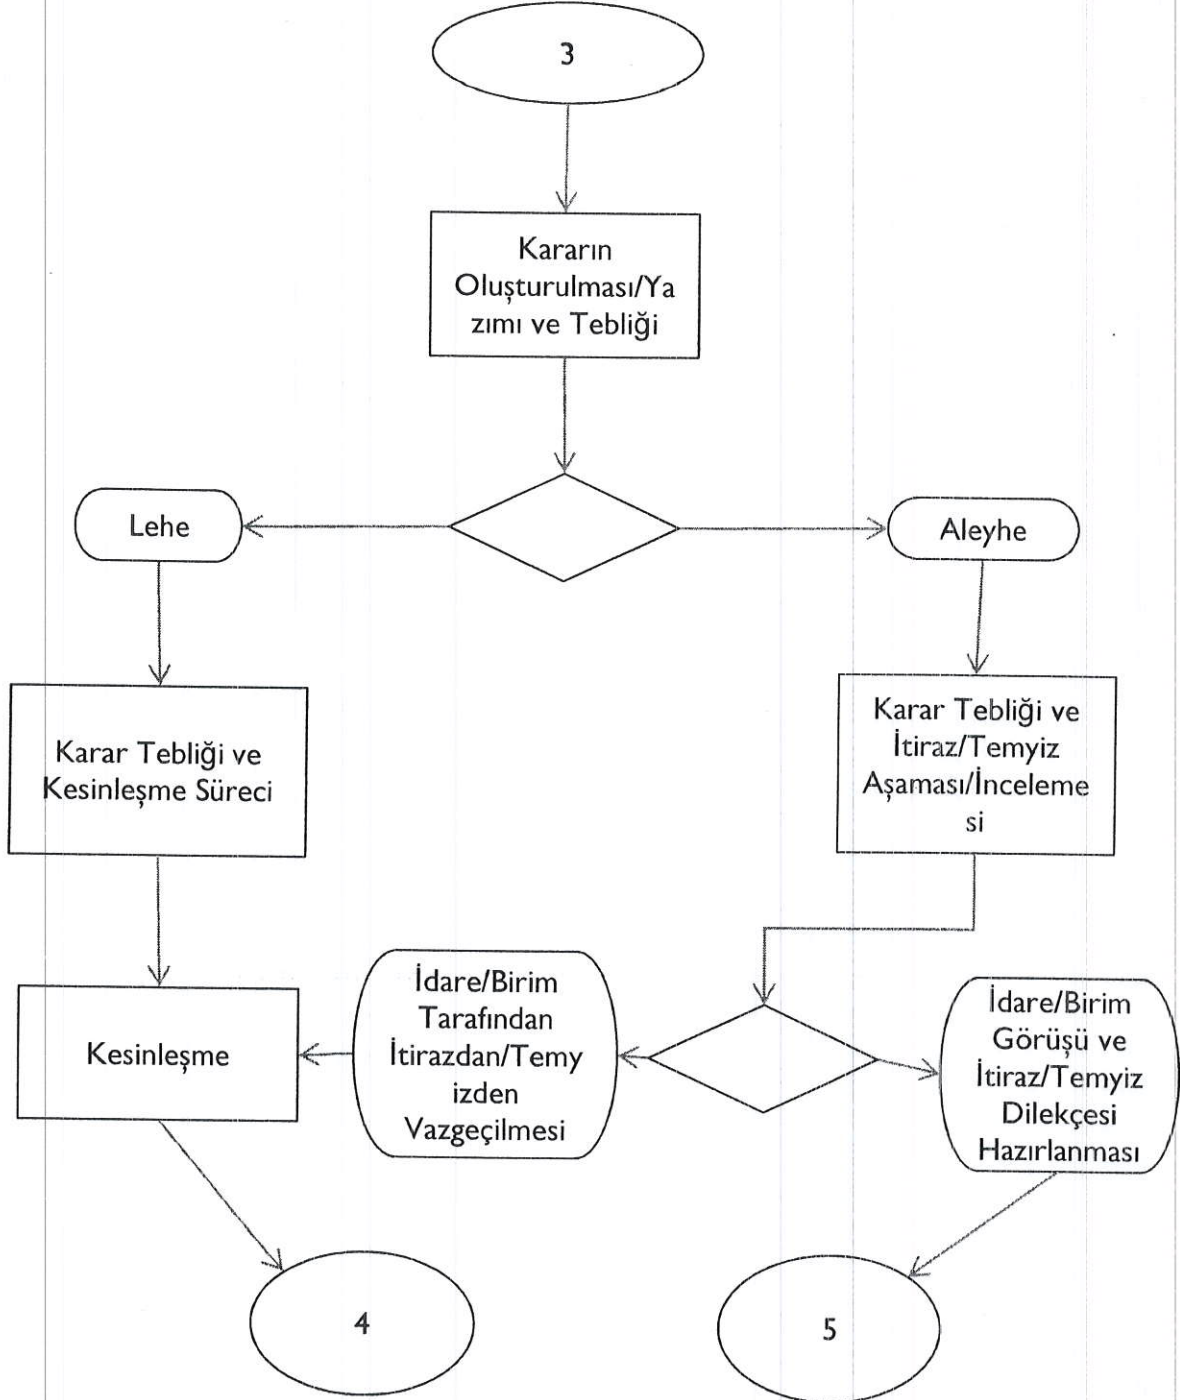 3
Kararın
Oluşturulması/Ya
zımı ve Tebliği
Lehe
Aleyhe
Karar Tebliği ve
Kesinleşme Süreci
Karar Tebliği ve
İtiraz/Temyiz
Aşaması/İnceleme
si
Kesinleşme
İdare/Birim
Tarafından
İtirazdan/Temy
izden
Vazgeçilmesi
İdare/Birim
Görüşü ve
İtiraz/Temyiz
Dilekçesi
Hazırlanması
4
5